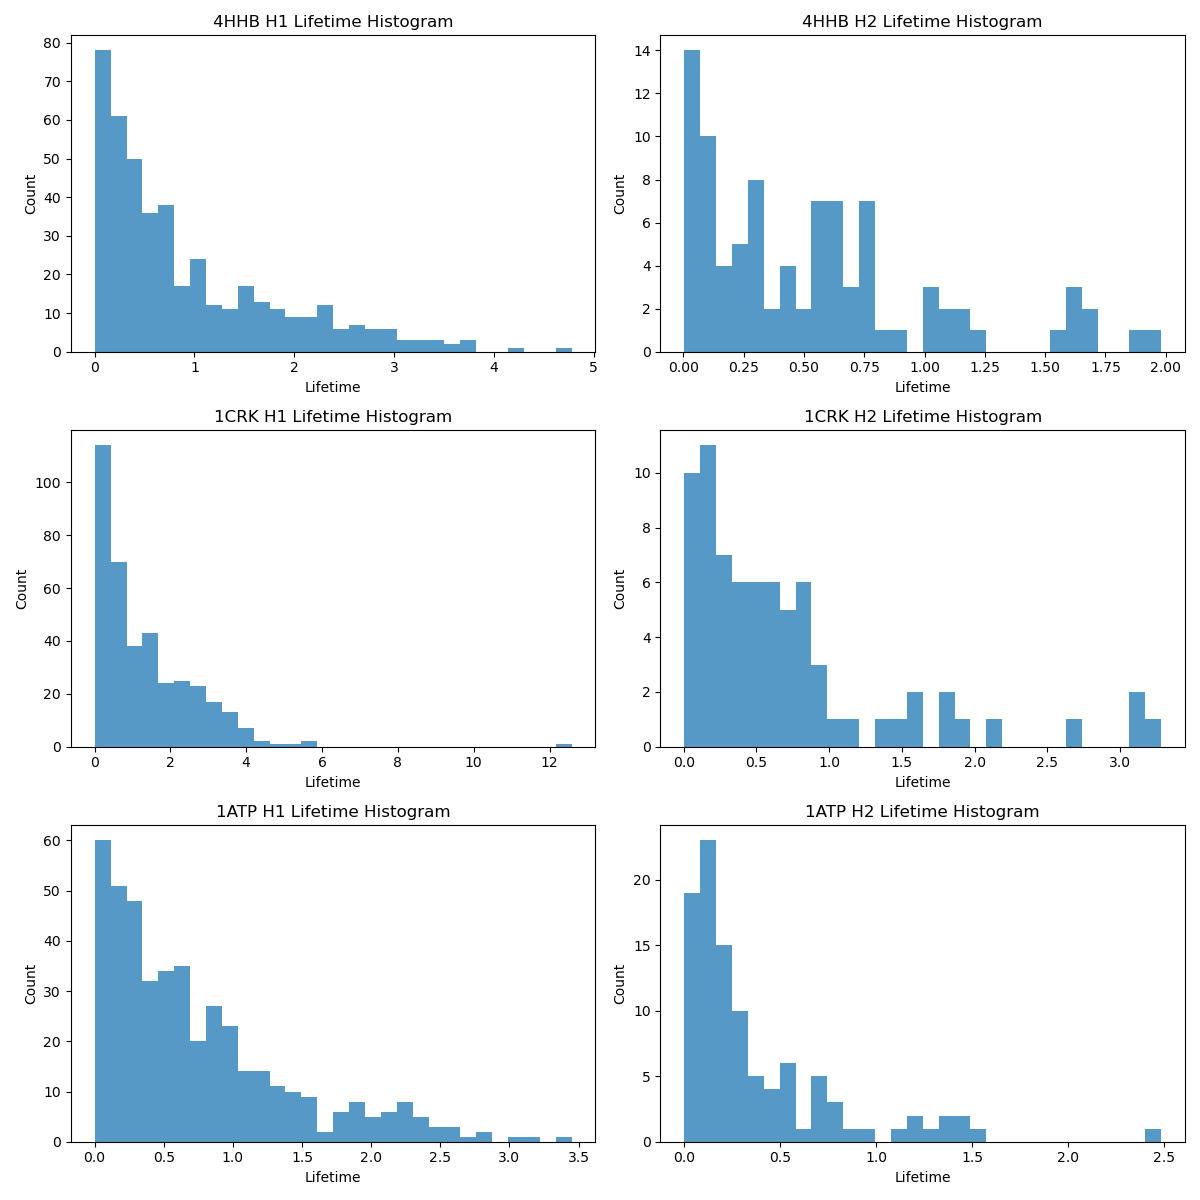 4HHB H1 Lifetime Histogram
80
70
60
50
40
30
20
10
0
Count
0 1 2 3 4 5
Lifetime
4HHB H2 Lifetime Histogram
14
12
10
8
6
4
2
0
Count
0.00 0.25 0.50 0.75 1.00 1.25 1.50 1.75 2.00
Lifetime
1CRK H1 Lifetime Histogram
100
80
60
40
20
0
Count
0 2 4 6 8 10 12
Lifetime
1CRK H2 Lifetime Histogram
10
8
6
4
2
0
Count
0.0 0.5 1.0 1.5 2.0 2.5 3.0
Lifetime
1ATP H1 Lifetime Histogram
60
50
40
30
20
10
0
Count
0.0 0.5 1.0 1.5 2.0 2.5 3.0 3.5
Lifetime
1ATP H2 Lifetime Histogram
20
15
10
5
0
Count
0.0 0.5 1.0 1.5 2.0 2.5
Lifetime